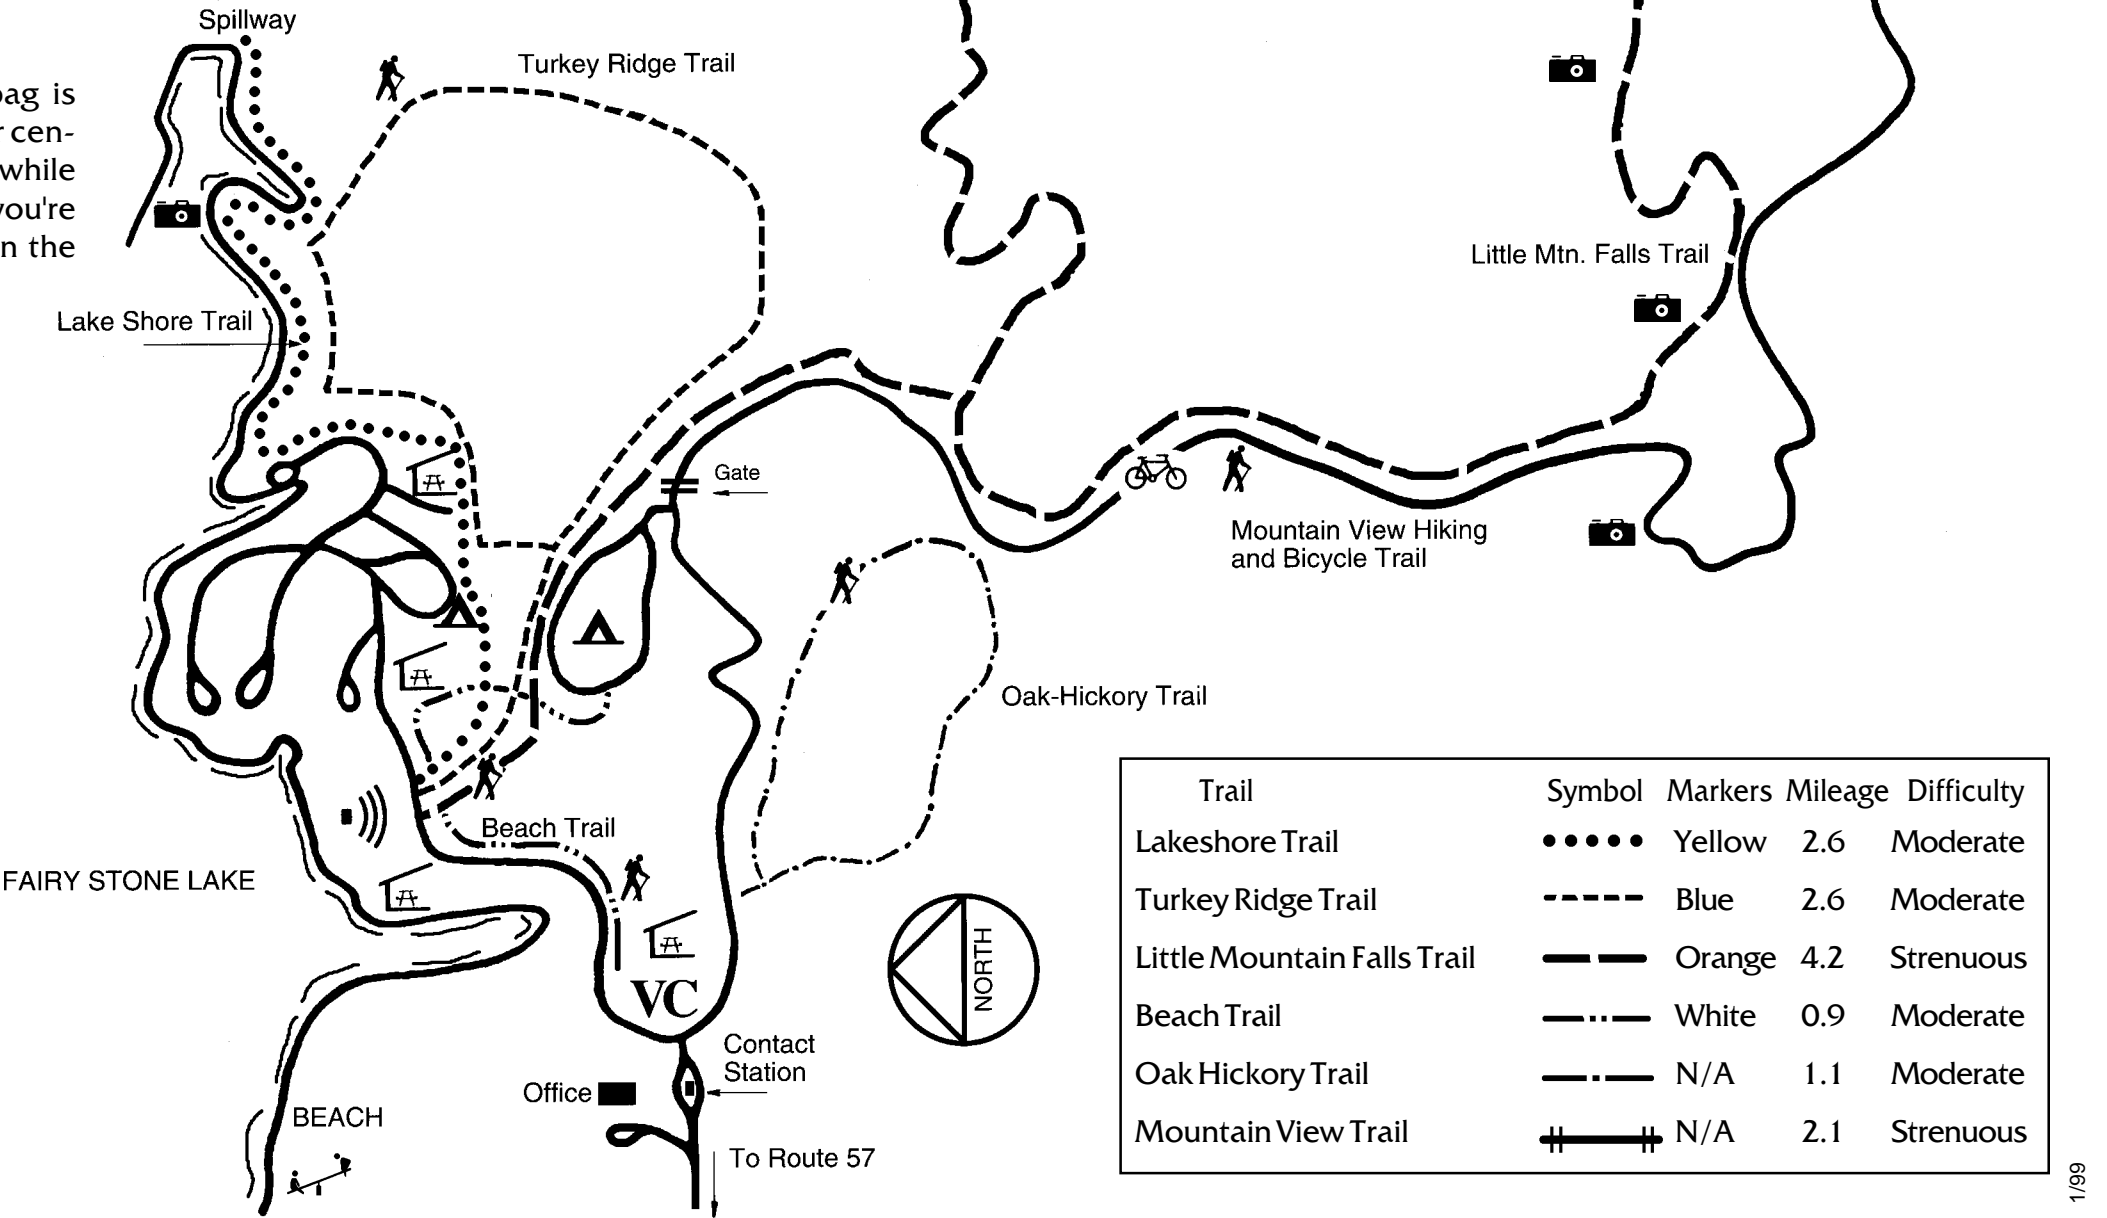 Spillway
Turkey Ridge Trail
bag is
cen-
while
you're
n the
Little Mtn. Falls Trail
Lake Shore Trail
Gate
Mountain View Hiking
and Bicycle Trail
Oak-Hickory Trail
Beach Trail
FAIRY STONE LAKE
VC
NORTH
Contact
Station
Office
BEACH
To Route 57
Trail Symbol Markers Mileage Difficulty
Lakeshore Trail Yellow 2.6 Moderate
Turkey Ridge Trail Blue 2.6 Moderate
Little Mountain Falls Trail Orange 4.2 Strenuous
Beach Trail White 0.9 Moderate
Oak Hickory Trail N/A 1.1 Moderate
Mountain View Trail N/A 2.1 Strenuous
1/99